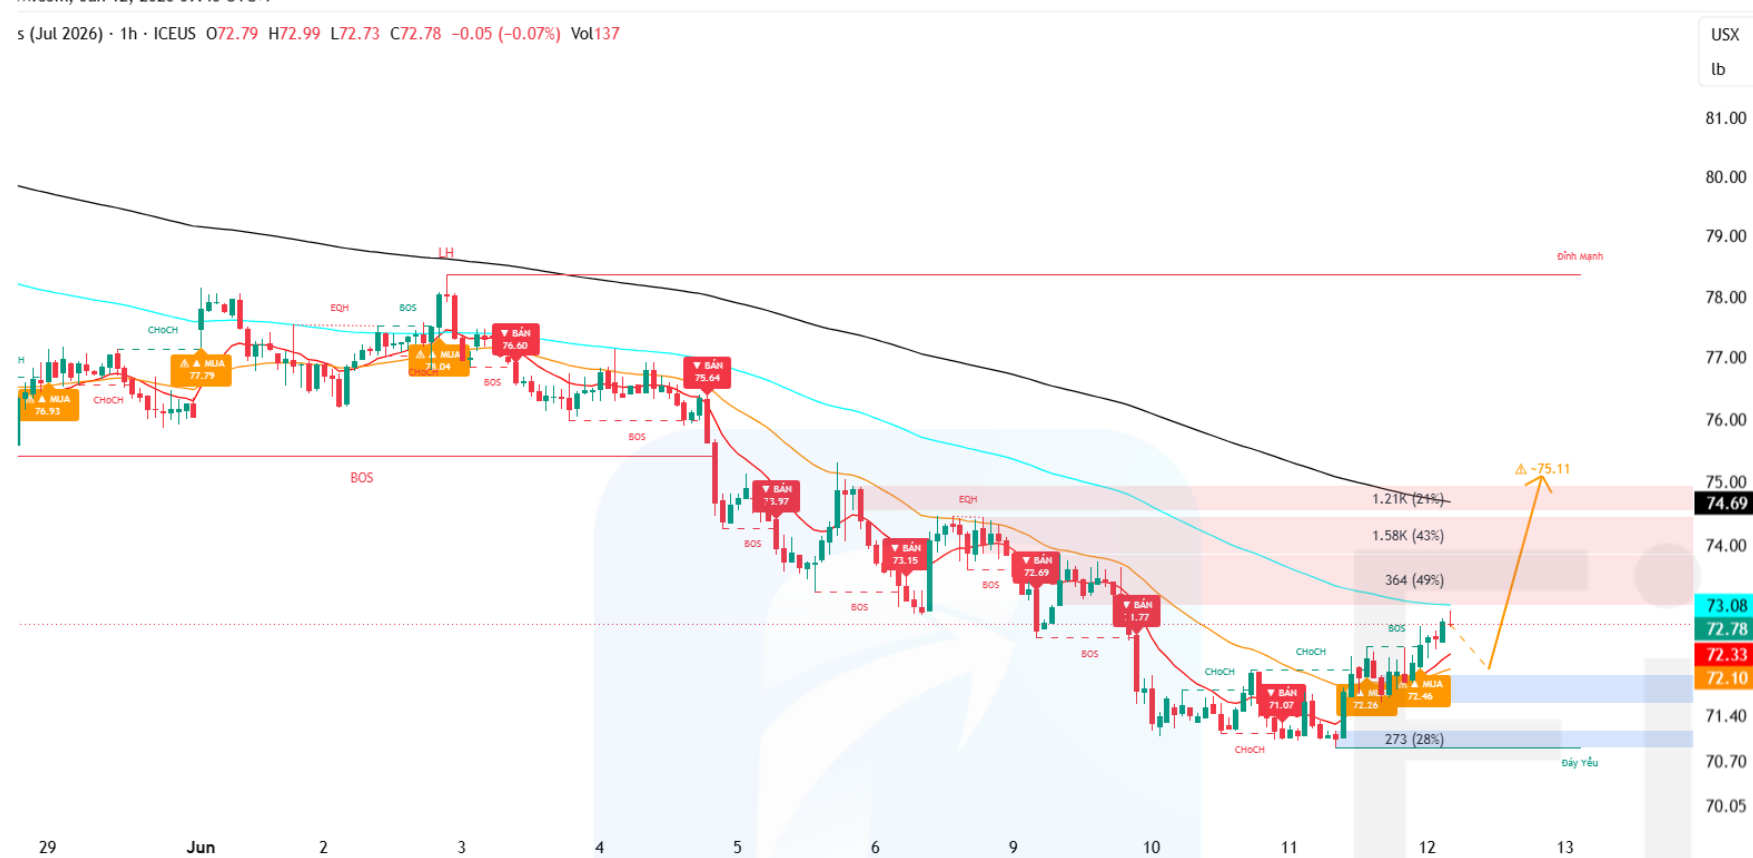 s (Jul 2026) · 1h · ICEUS O72.79 H72.99 L72.73 C72.78 −0.05 (−0.07%) Vol137
USX
lb
81.00
80.00
79.00
78.00
77.00
76.00
75.00
74.69
74.00
73.08
72.78
72.33
72.10
71.40
70.70
70.05
LH
Đỉnh Mạnh
EQH
BOS
CHoCH
H
▼ BÁN
76.60
⚠ ▲ MUA
77.79
▲ MUA
CHoCH
BOS
▲ MUA
76.93
CHoCH
▼ BÁN
75.64
BOS
BOS
⚠ ~75.11
▼ BÁN
EQH
1.21K (21%)
BOS
1.58K (43%)
▼ BÁN
73.15
▼ BÁN
72.69
BOS
364 (49%)
BOS
▼ BÁN
BOS
BOS
CHoCH
CHoCH
▼ BÁN
71.07
72.26
▲ MUA
72.46
CHoCH
273 (28%)
Đáy Yếu
29
Jun
2
3
4
5
6
9
10
11
12
13